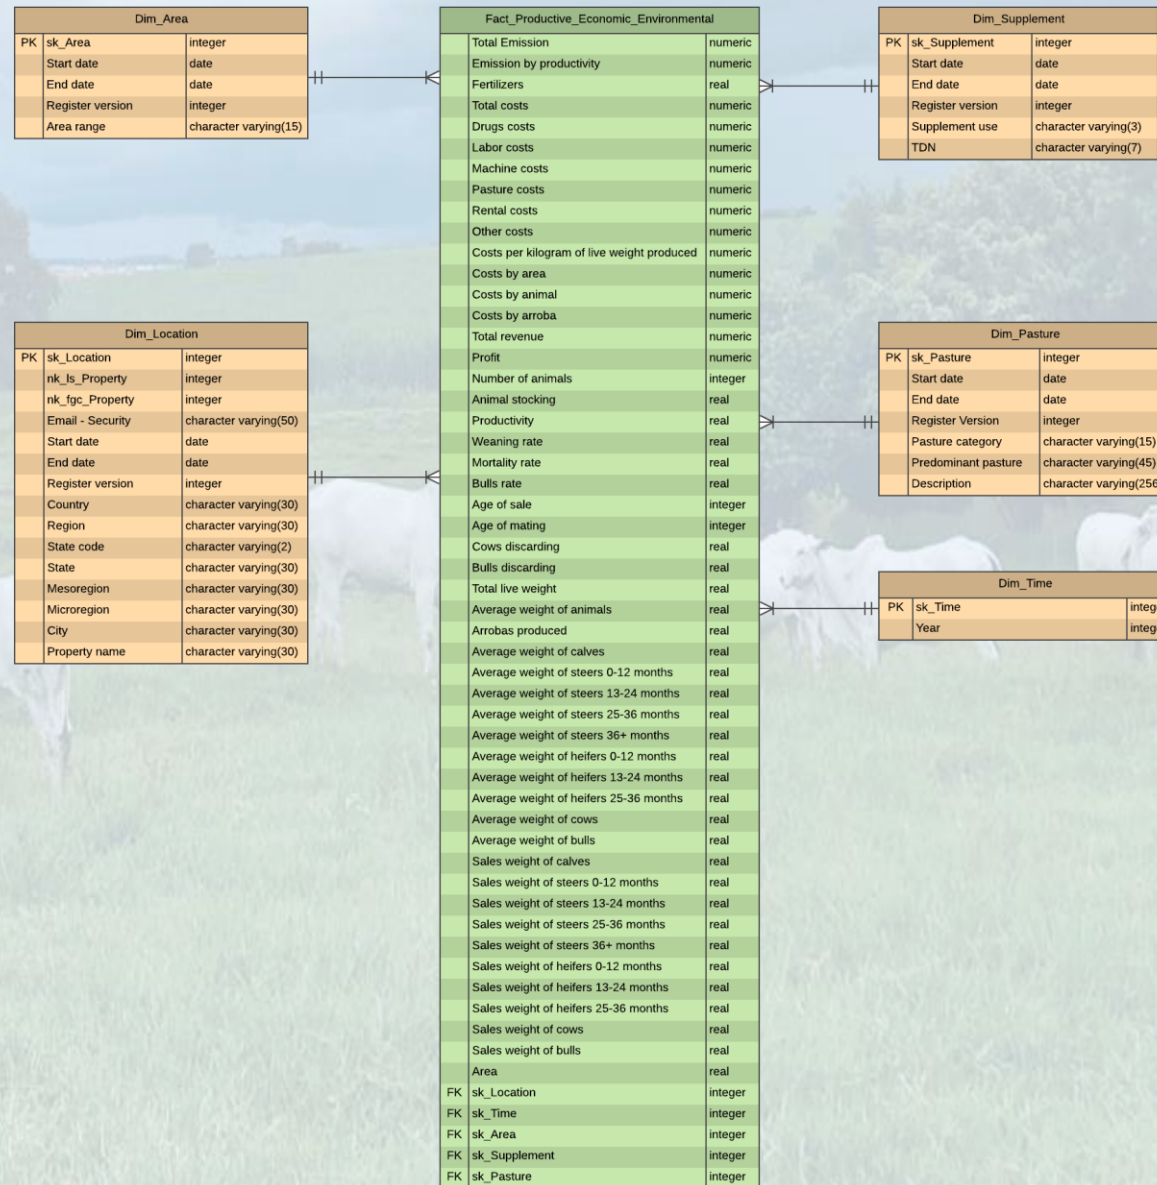 Dim_Area
PK sk_Area integer
Start date date
End date date
Register version integer
Area range character varying(15)
Dim_Location
PK sk_Location integer
nk_ls_Property integer
nk_fgc_Property integer
Email - Security character varying(50)
Start date date
End date date
Register version integer
Country character varying(30)
Region character varying(30)
State code character varying(2)
State character varying(30)
Mesoregion character varying(30)
Microregion character varying(30)
City character varying(30)
Property name character varying(30)
Fact_Productive_Economic_Environmental
Total Emission numeric
Emission by productivity numeric
Fertilizers real
Total costs numeric
Drugs costs numeric
Labor costs numeric
Machine costs numeric
Pasture costs numeric
Rental costs numeric
Other costs numeric
Costs per kilogram of live weight produced numeric
Costs by area numeric
Costs by animal numeric
Costs by arroba numeric
Total revenue numeric
Profit numeric
Number of animals integer
Animal stocking real
Productivity real
Weaning rate real
Mortality rate real
Bulls rate real
Age of sale integer
Age of mating integer
Cows discarding real
Bulls discarding real
Total live weight real
Average weight of animals real
Arrobas produced real
Average weight of calves real
Average weight of steers 0-12 months real
Average weight of steers 13-24 months real
Average weight of steers 25-36 months real
Average weight of steers 36+ months real
Average weight of heifers 0-12 months real
Average weight of heifers 13-24 months real
Average weight of heifers 25-36 months real
Average weight of cows real
Average weight of bulls real
Sales weight of calves real
Sales weight of steers 0-12 months real
Sales weight of steers 13-24 months real
Sales weight of steers 25-36 months real
Sales weight of steers 36+ months real
Sales weight of heifers 0-12 months real
Sales weight of heifers 13-24 months real
Sales weight of heifers 25-36 months real
Sales weight of cows real
Sales weight of bulls real
Area real
FK sk_Location integer
FK sk_Time integer
FK sk_Area integer
FK sk_Supplement integer
FK sk_Pasture integer
Dim_Supplement
PK sk_Supplement integer
Start date date
End date date
Register version integer
Supplement use character varying(3)
TDN character varying(7)
Dim_Pasture
PK sk_Pasture integer
Start date date
End date date
Register Version integer
Pasture category character varying(15)
Predominant pasture character varying(45)
Description character varying(256
Dim_Time
PK sk_Time integ
Year integ